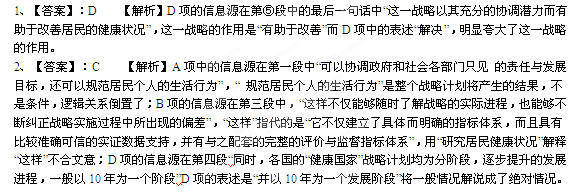 1、【答案】：D 【解析】D 项的信息源在第⑤段中的最后一句话中“这一战略以其充分的协调潜力而有
助于改善居民的健康状况”，这一战略的作用是“有助于改善”而 D 项中的表述“解决”，明显夸大了这一战略
的作用。
2、【答案】：C 【解析】A 项中的信息源在第一段中“可以协调政府和社会各部门只见 的责任与发展
目标，还可以规范居民个人的生活行为”，“ 规范居民个人的生活行为”是整个战略计划将产生的结果，不
是条件，逻辑关系倒置了；B 项的信息源在第三段中，“这样不仅能够随时了解战略的实际进程，也能够不
断纠正战略实施过程中所出现的偏差”，“这样”指代的是“它不仅建立了具体而明确的指标体系，而且具有
比较准确可信的实证数据支持，并有与之配套的完整的评价与监督指标体系”，用“研究居民健康状况”解释
“这样”不合文意；D 项的信息源在第四段“同时，各国的“健康国家”战略计划均为分阶段，逐步提升的发展
进程，一般以 10 年为一个阶段”D 项的表述是“并以 10 年为一个发展阶段”将一般情况解说成了绝对情况。